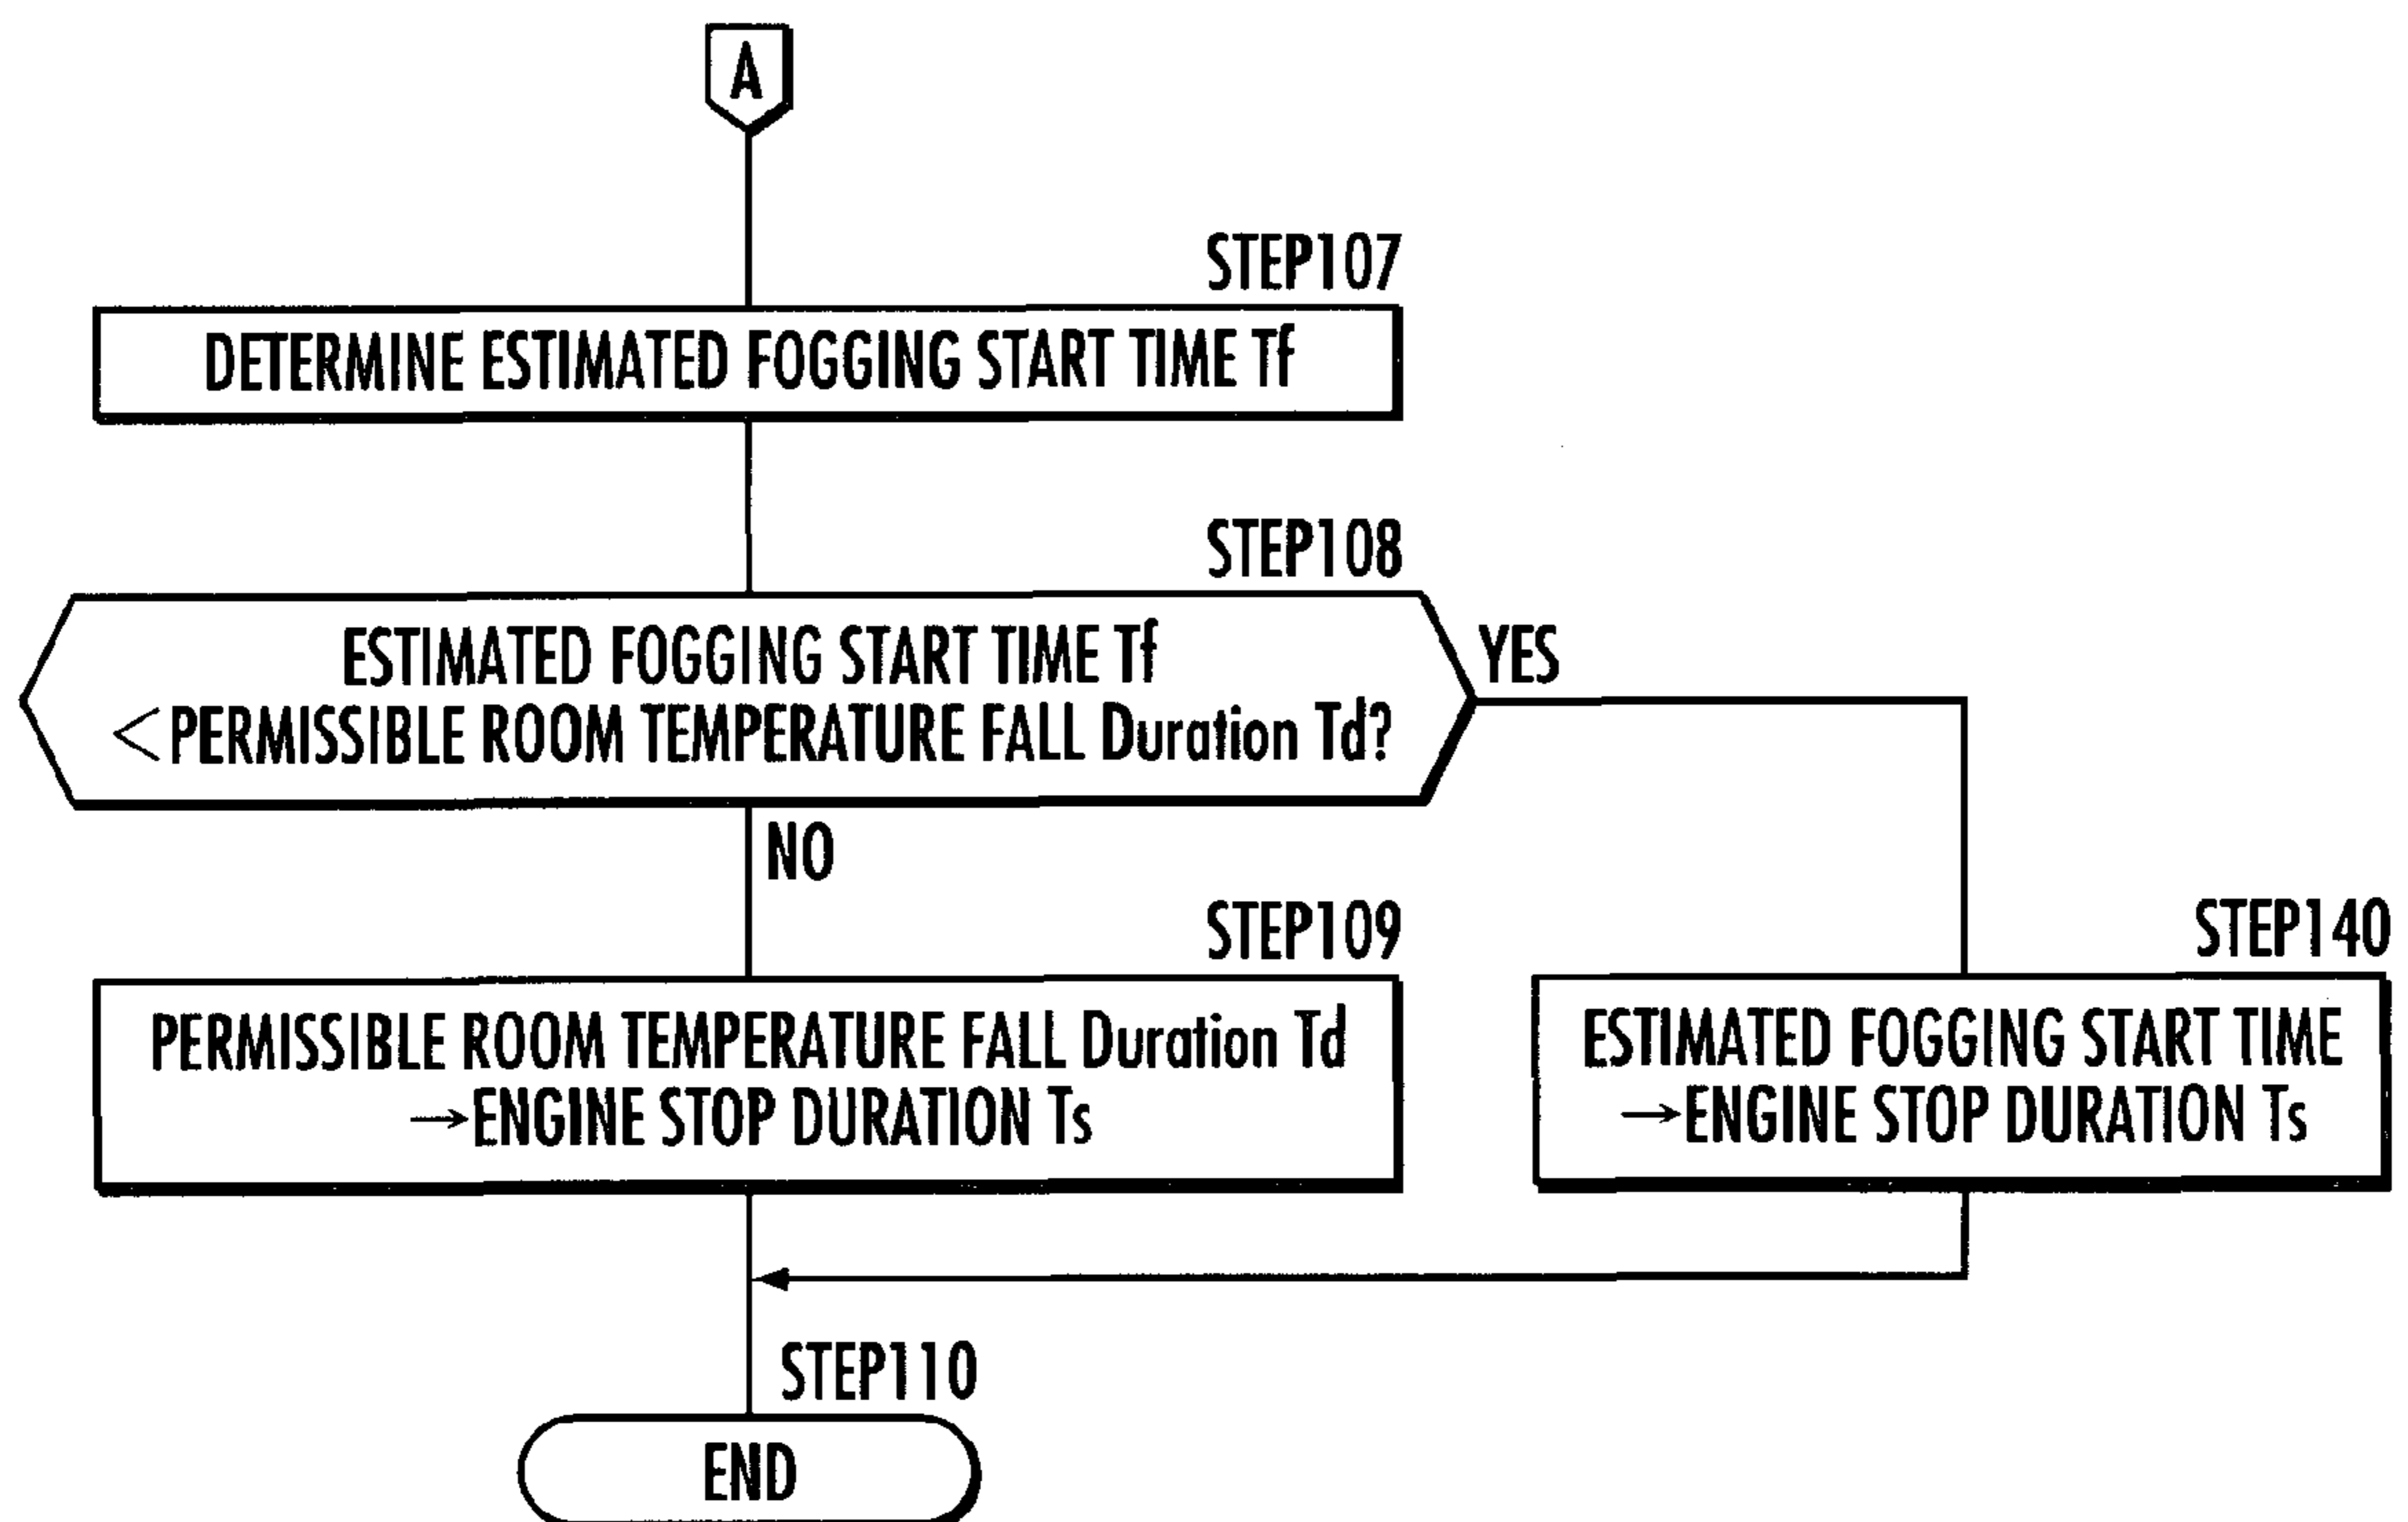 A
STEP107
DETERMINE ESTIMATED FOGGING START TIME Tf
STEP108
ESTIMATED FOGGING START TIME Tf
<PERMISSIBLE ROOM TEMPERATURE FALL Duration Td?
YES
NO
STEP109
PERMISSIBLE ROOM TEMPERATURE FALL Duration Td
→ENGINE STOP DURATION Ts
STEP140
ESTIMATED FOGGING START TIME
→ENGINE STOP DURATION Ts
STEP110
END